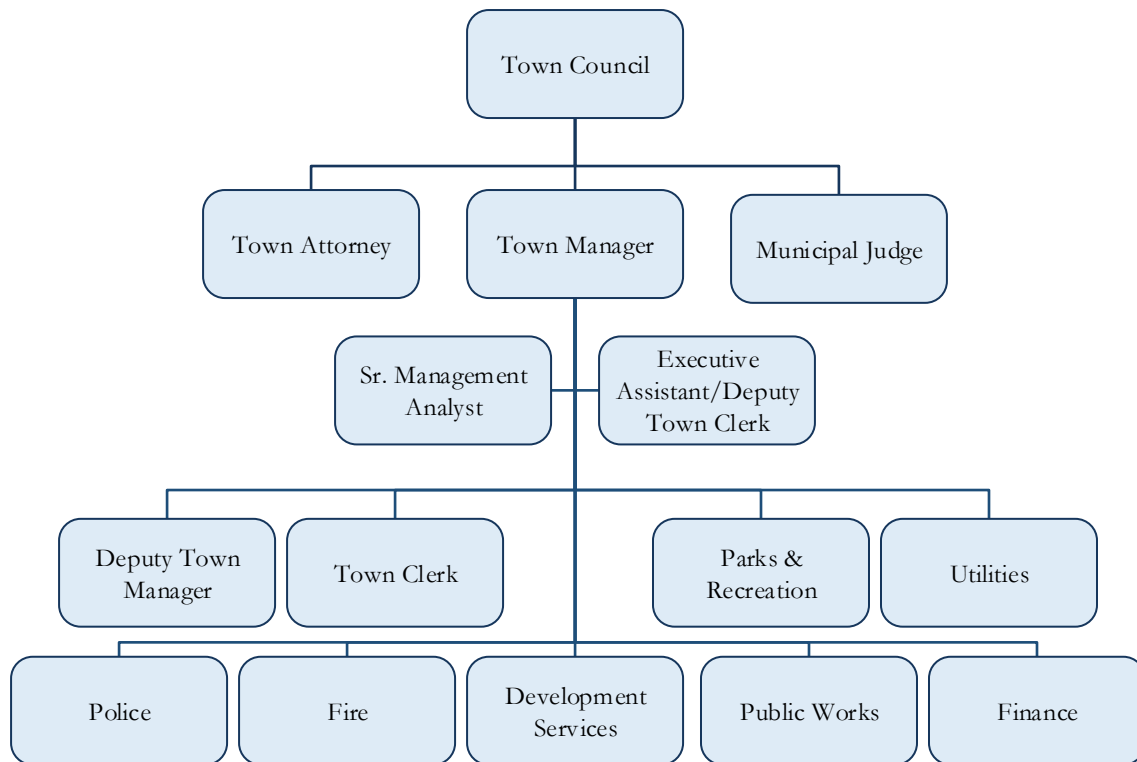 Town Council
Town Attorney
Town Manager
Municipal Judge
Sr. Management
Analyst
Executive
Assistant/Deputy
Town Clerk
Deputy Town
Manager
Town Clerk
Parks &
Recreation
Utilities
Police
Fire
Development
Services
Public Works
Finance